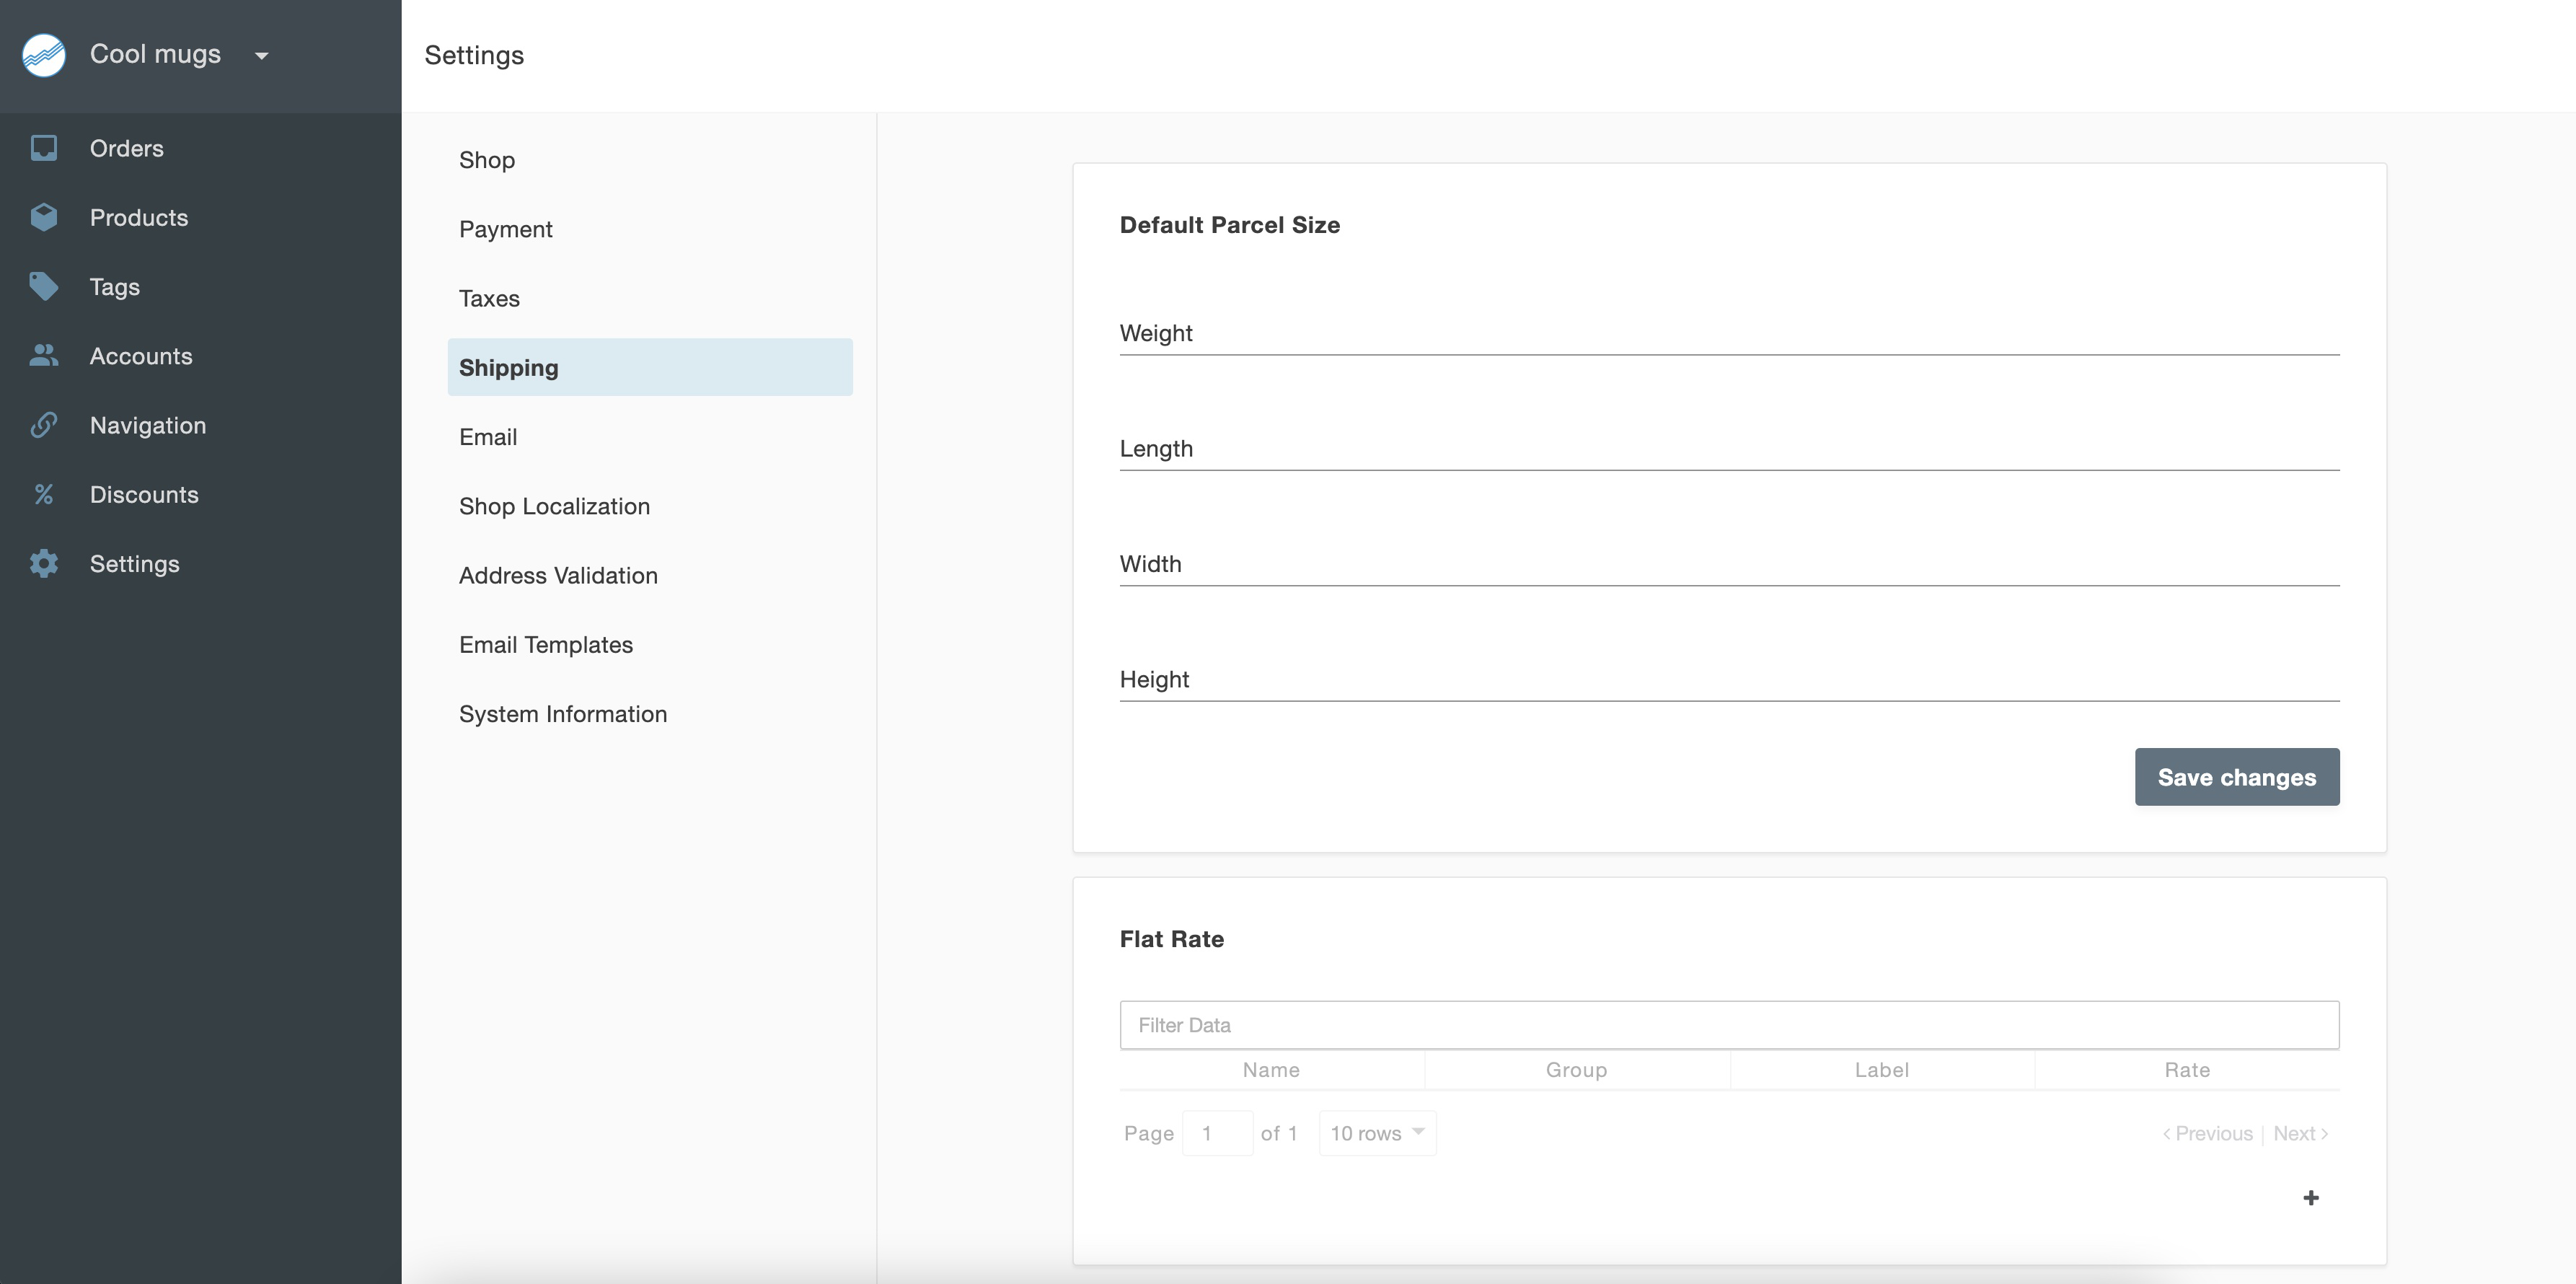 Cool mugs
Settings
Orders
Products
Tags
Accounts
Navigation
Discounts
Settings
Shop
Payment
Taxes
Shipping
Email
Shop Localization
Address Validation
Email Templates
System Information
Default Parcel Size
Weight
Length
Width
Height
Save changes
Flat Rate
Filter Data
Name Group Label Rate
Page 1 of 1 10 rows ‹ Previous | Next ›
+